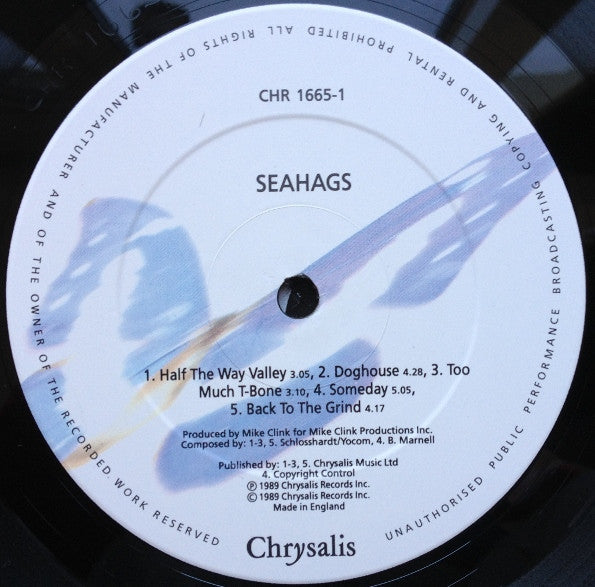 CHR 1665-1
SEAHAGS
1. Half The Way Valley 3.05, 2. Doghouse 4.28, 3. Too
Much T-Bone 3.10, 4. Someday 5.05,
5. Back To The Grind 4.17
Produced by Mike Clink for Mike Clink Productions Inc.
Composed by: 1-3, 5. Schlosshardt/Yocom, 4. B. Marnell
Published by: 1-3, 5. Chrysalis Music Ltd
4. Copyright Control
Ⓟ 1989 Chrysalis Records Inc.
© 1989 Chrysalis Records Inc.
Made in England
Chrysalis
ALL RIGHTS OF THE MANUFACTURER AND OF THE OWNER OF THE RECORDED WORK RESERVED
UNAUTHORISED PUBLIC PERFORMANCE BROADCASTING COPYING AND RENTAL PROHIBITED